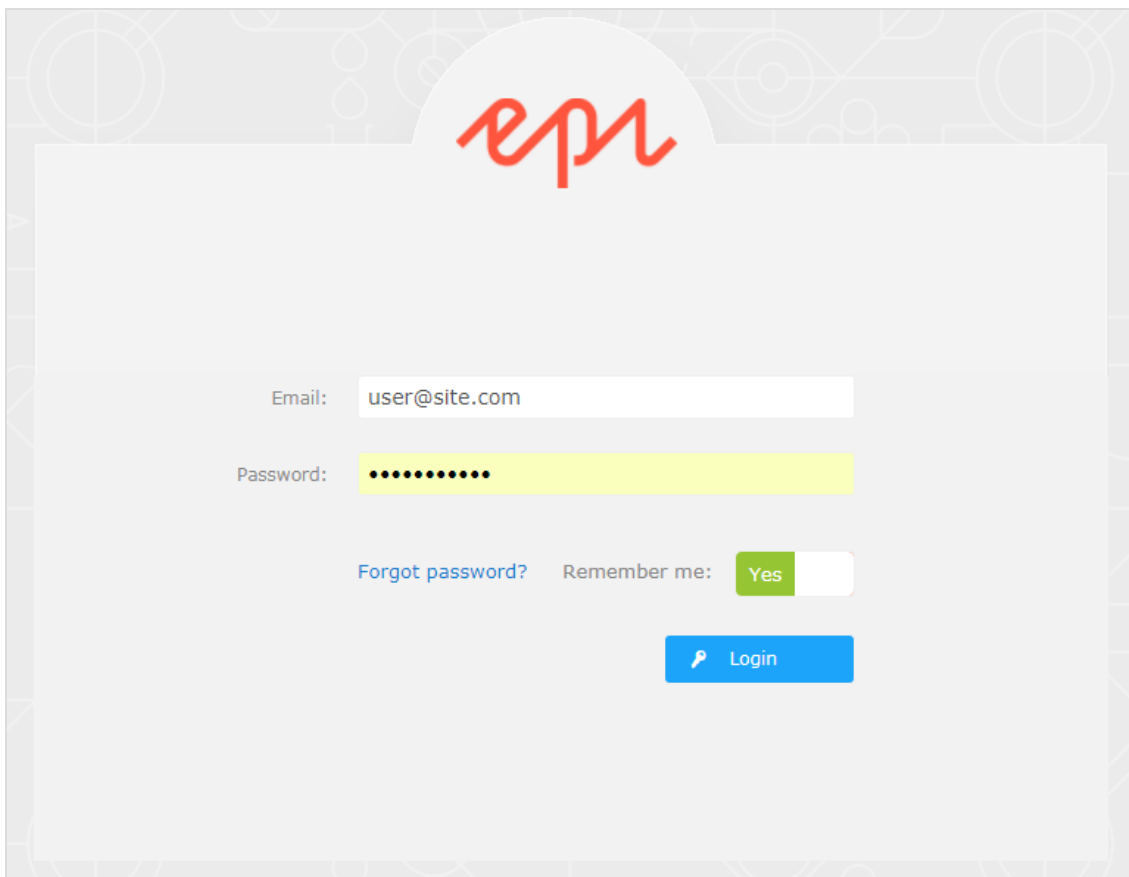 epi
Email: user@site.com
Password: •••••••••••
Forgot password? Remember me: Yes
Login